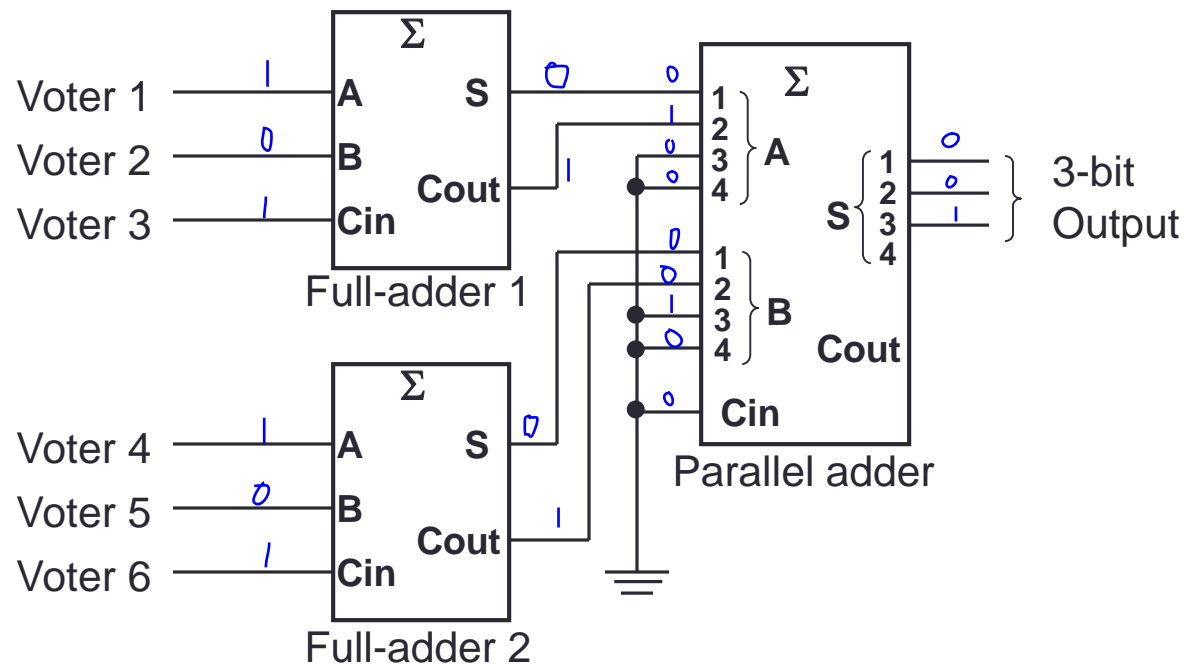 Σ
Voter 1 1 A S 0
Voter 2 0 B
Cout 1
Voter 3 1 Cin
Full-adder 1
Σ
Voter 4 1 A S 0
Voter 5 0 B
Cout 1
Voter 6 1 Cin
Full-adder 2
Σ
0 1
1 2
A
0 3
0 4
0 1
0 2
B
1 3
0 4
0 Cin
S
1 0
2 0
3 1
4
Cout
Parallel adder
3-bit
Output